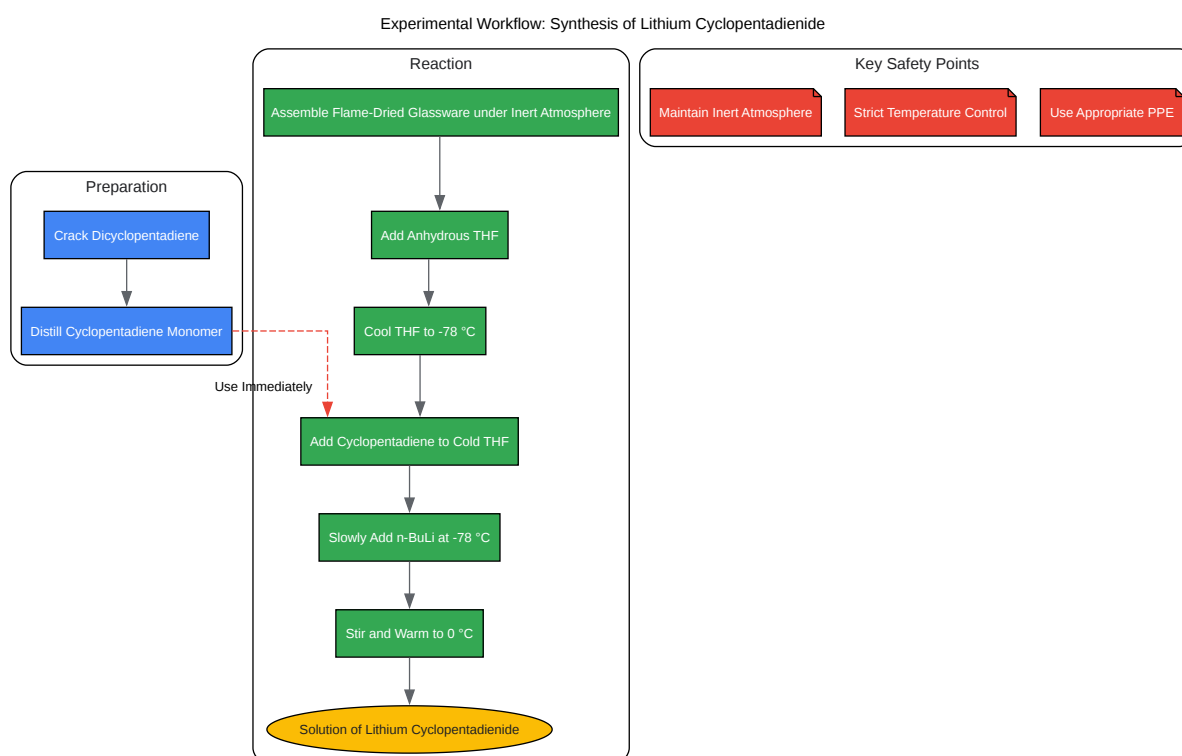 Experimental Workflow: Synthesis of Lithium Cyclopentadienide
Preparation
Crack Dicyclopentadiene
Distill Cyclopentadiene Monomer
Use Immediately
Reaction
Assemble Flame-Dried Glassware under Inert Atmosphere
Add Anhydrous THF
Cool THF to -78 °C
Add Cyclopentadiene to Cold THF
Slowly Add n-BuLi at -78 °C
Stir and Warm to 0 °C
Solution of Lithium Cyclopentadienide
Key Safety Points
Maintain Inert Atmosphere
Strict Temperature Control
Use Appropriate PPE